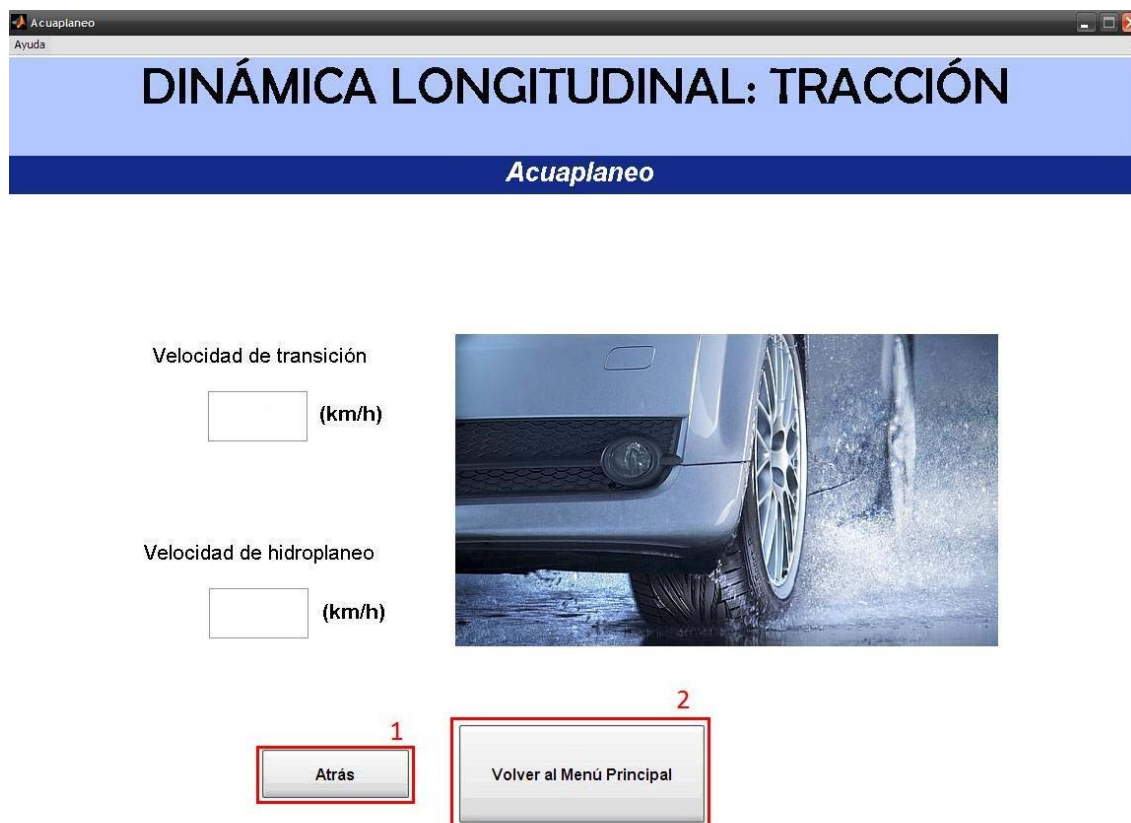 Acuaplaneo
Ayuda
DINÁMICA LONGITUDINAL: TRACCIÓN
Acuaplaneo
Velocidad de transición
(km/h)
Velocidad de hidroplaneo
(km/h)
1
2
Atrás
Volver al Menú Principal